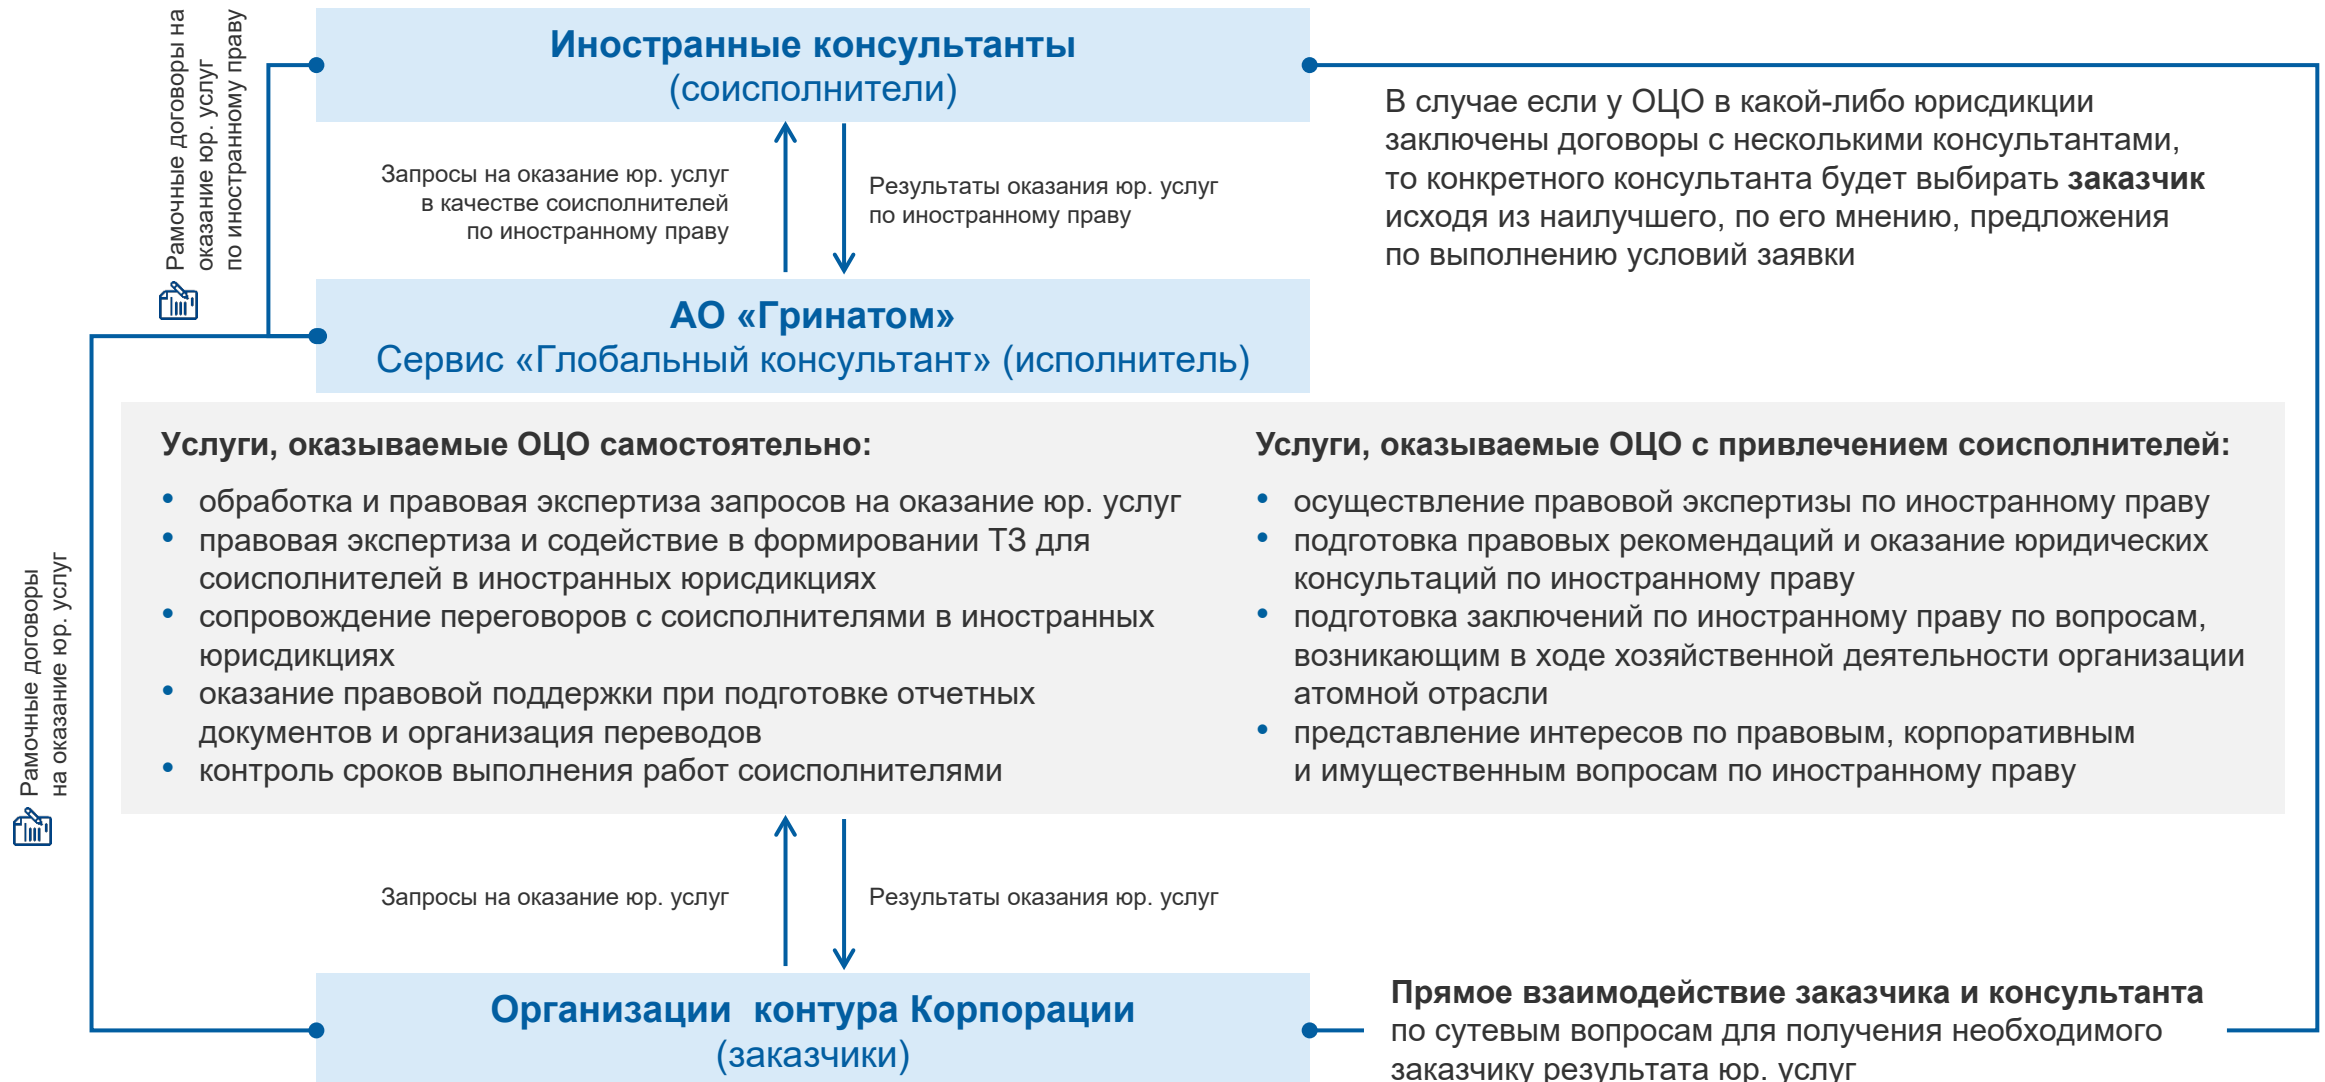 Рамочные договоры на
оказание юр. услуг
по иностранному праву
Иностранные консультанты
(соисполнители)
Запросы на оказание юр. услуг
в качестве соисполнителей
по иностранному праву
Результаты оказания юр. услуг
по иностранному праву
В случае если у ОЦО в какой-либо юрисдикции
заключены договоры с несколькими консультантами,
то конкретного консультанта будет выбирать заказчик
исходя из наилучшего, по его мнению, предложения
по выполнению условий заявки
АО «Гринатом»
Сервис «Глобальный консультант» (исполнитель)
Услуги, оказываемые ОЦО самостоятельно:
• обработка и правовая экспертиза запросов на оказание юр. услуг
• правовая экспертиза и содействие в формировании ТЗ для
соисполнителей в иностранных юрисдикциях
• сопровождение переговоров с соисполнителями в иностранных
юрисдикциях
• оказание правовой поддержки при подготовке отчетных
документов и организация переводов
• контроль сроков выполнения работ соисполнителями
Услуги, оказываемые ОЦО с привлечением соисполнителей:
• осуществление правовой экспертизы по иностранному праву
• подготовка правовых рекомендаций и оказание юридических
консультаций по иностранному праву
• подготовка заключений по иностранному праву по вопросам,
возникающим в ходе хозяйственной деятельности организации
атомной отрасли
• представление интересов по правовым, корпоративным
и имущественным вопросам по иностранному праву
Рамочные договоры
на оказание юр. услуг
Запросы на оказание юр. услуг
Результаты оказания юр. услуг
Организации контура Корпорации
(заказчики)
Прямое взаимодействие заказчика и консультанта
по сутевым вопросам для получения необходимого
заказчику результата юр. услуг